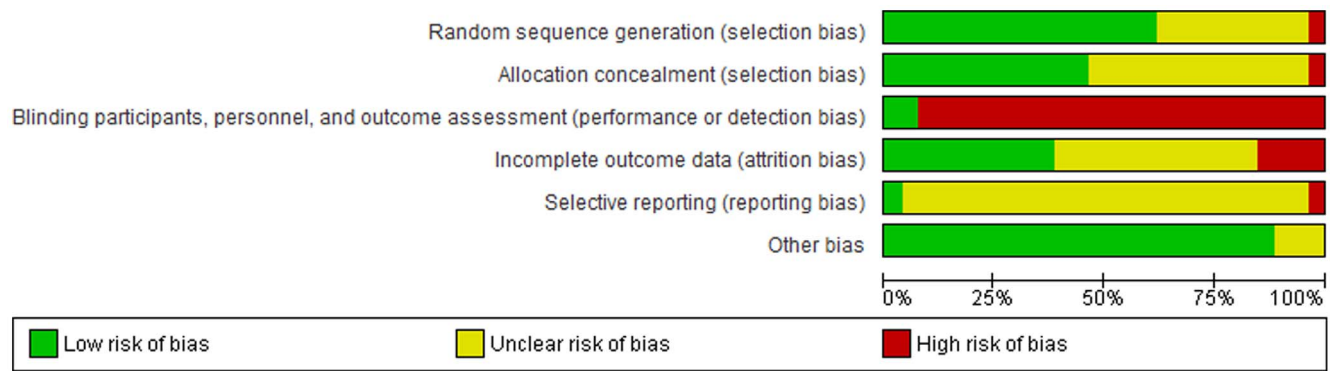 Random sequence generation (selection bias)
Allocation concealment (selection bias)
Blinding participants, personnel, and outcome assessment (performance or detection bias)
Incomplete outcome data (attrition bias)
Selective reporting (reporting bias)
Other bias
0% 25% 50% 75% 100%
Low risk of bias Unclear risk of bias High risk of bias